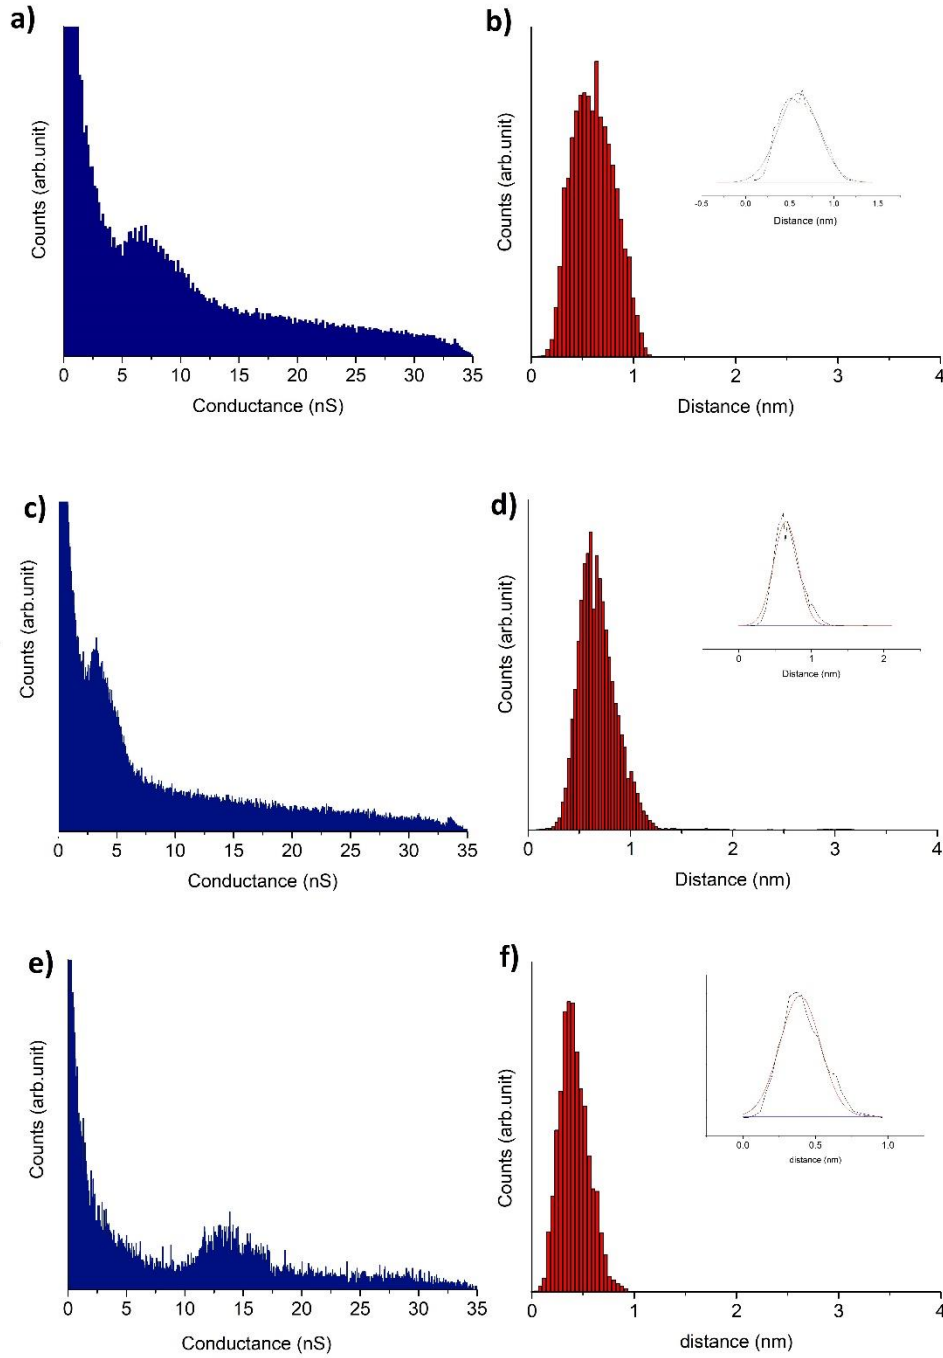 a)
Counts (arb.unit)
0 5 10 15 20 25 30 35
Conductance (nS)
b)
Counts (arb.unit)
-0.5 0.0 0.5 1.0 1.5
Distance (nm)
0 1 2 3 4
Distance (nm)
c)
Counts (arb.unit)
0 5 10 15 20 25 30 35
Conductance (nS)
d)
Counts (arb.unit)
0 1 2
Distance (nm)
0 1 2 3 4
Distance (nm)
e)
Counts (arb.unit)
0 5 10 15 20 25 30 35
Conductance (nS)
f)
Counts (arb.unit)
0.0 0.5 1.0
distance (nm)
0 1 2 3 4
distance (nm)